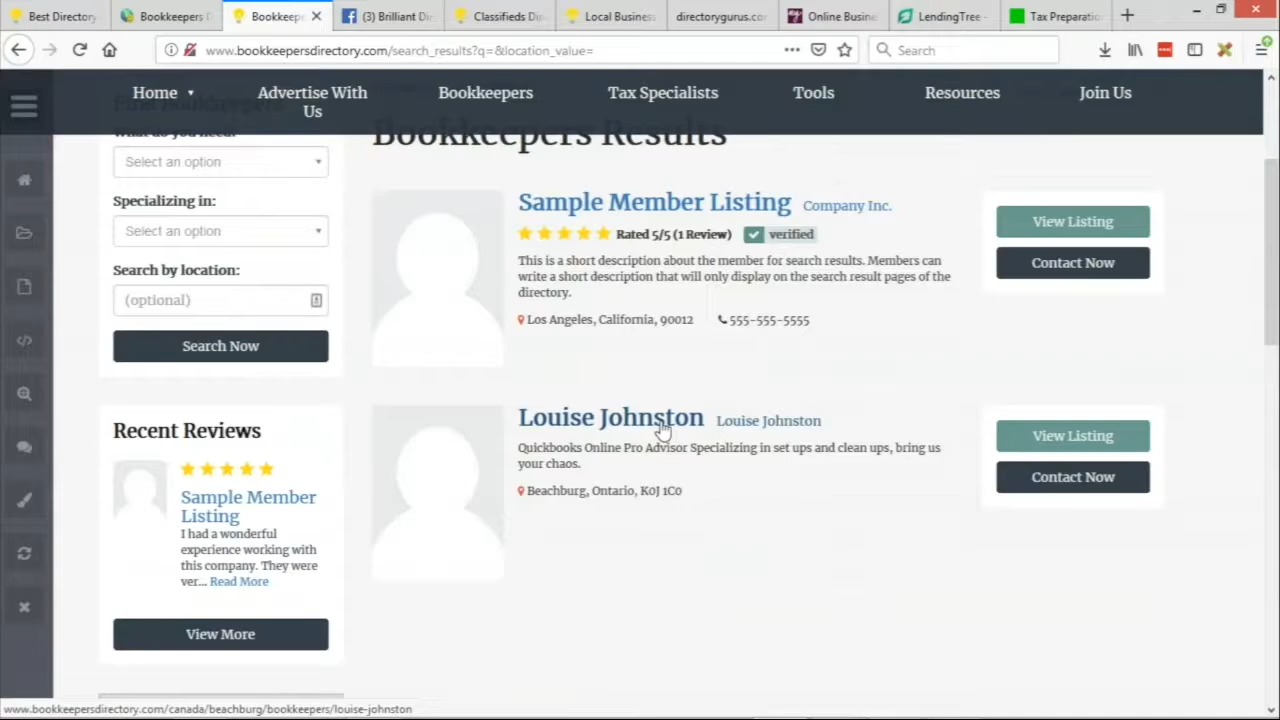 Best Directory
Bookkeepers D
Bookkeepe
(3) Brilliant Dir
Classifieds Di
Local Business
directorygurus.co
Online Busine
LendingTree -
Tax Preparatio
www.bookkeepersdirectory.com/search_results?q=&location_value=
Search
Home
Advertise With
Us
Bookkeepers
Tax Specialists
Tools
Resources
Join Us
What do you need?
Select an option
Specializing in:
Select an option
Search by location:
(optional)
Search Now
Recent Reviews
Sample Member
Listing
I had a wonderful
experience working with
this company. They were
ver... Read More
View More
Bookkeepers Results
Sample Member Listing Company Inc.
Rated 5/5 (1 Review) verified
This is a short description about the member for search results. Members can
write a short description that will only display on the search result pages of the
directory.
Los Angeles, California, 90012 555-555-5555
View Listing
Contact Now
Louise Johnston Louise Johnston
Quickbooks Online Pro Advisor Specializing in set ups and clean ups, bring us
your chaos.
Beachburg, Ontario, K0J 1C0
View Listing
Contact Now
www.bookkeepersdirectory.com/canada/beachburg/bookkeepers/louise-johnston